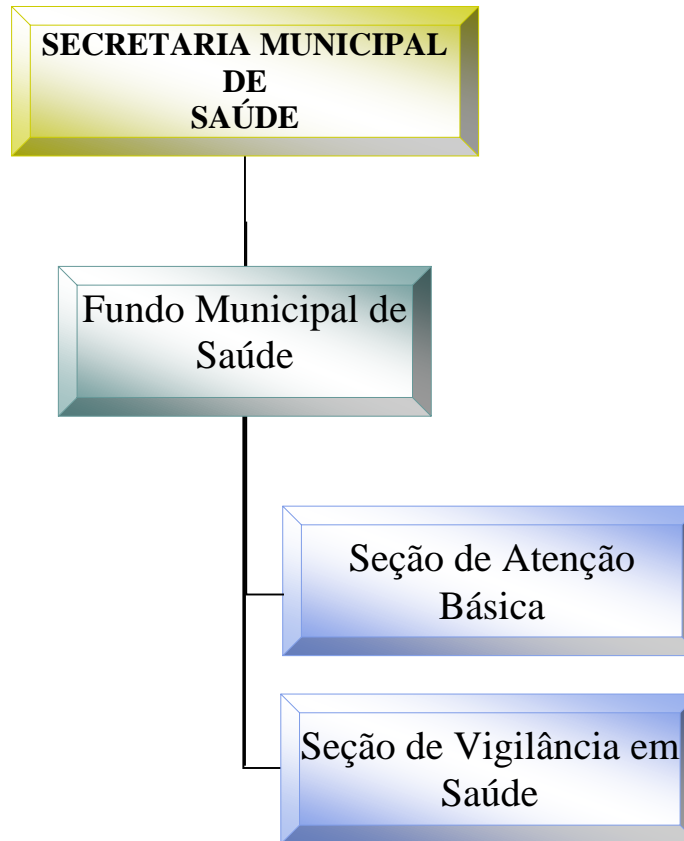 SECRETARIA MUNICIPAL
DE
SAÚDE
Fundo Municipal de
Saúde
Seção de Atenção
Básica
Seção de Vigilância em
Saúde